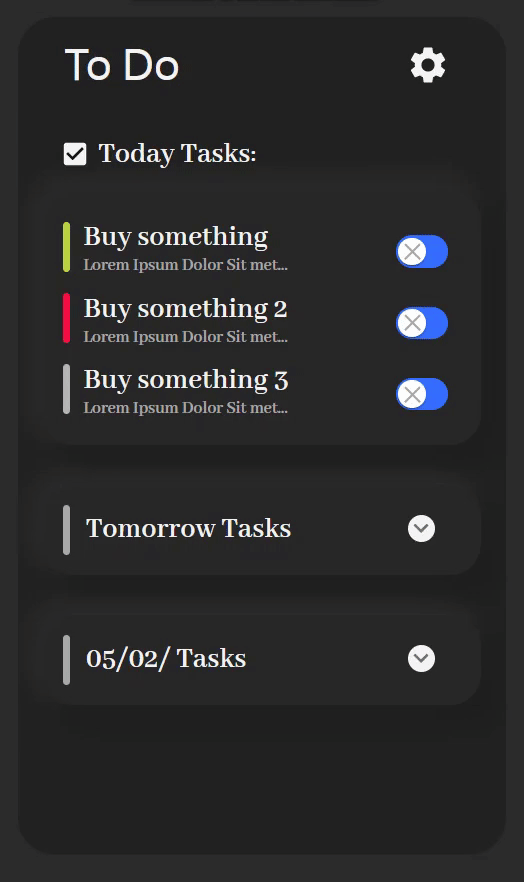 To Do
Today Tasks:
Buy something
Lorem Ipsum Dolor Sit met...
Buy something 2
Lorem Ipsum Dolor Sit met...
Buy something 3
Lorem Ipsum Dolor Sit met...
Tomorrow Tasks
05/02/ Tasks